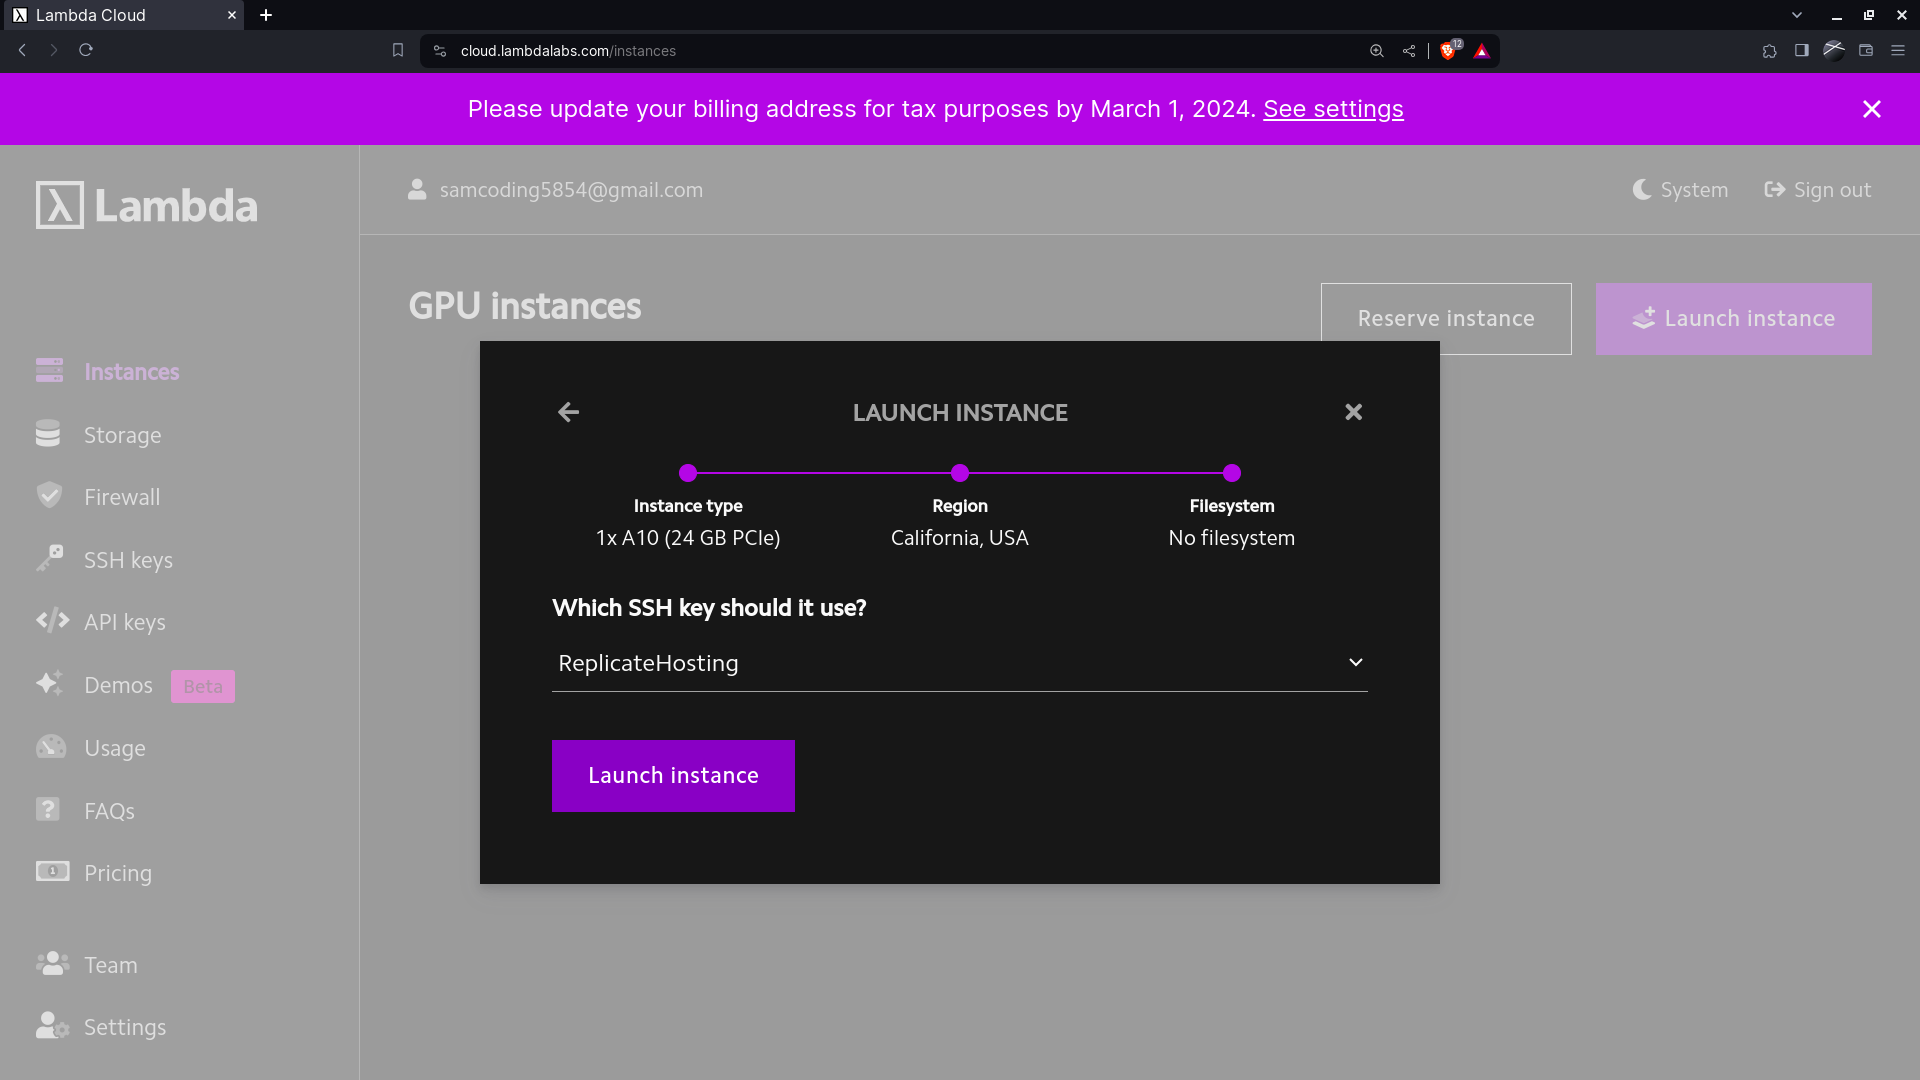 Lambda Cloud
cloud.lambdalabs.com/instances
12
Please update your billing address for tax purposes by March 1, 2024. See settings
Lambda
samcoding5854@gmail.com
System
Sign out
GPU instances
Reserve instance
Launch instance
Instances
Storage
Firewall
SSH keys
API keys
Demos Beta
Usage
FAQs
Pricing
Team
Settings
LAUNCH INSTANCE
Instance type
1x A10 (24 GB PCIe)
Region
California, USA
Filesystem
No filesystem
Which SSH key should it use?
ReplicateHosting
Launch instance